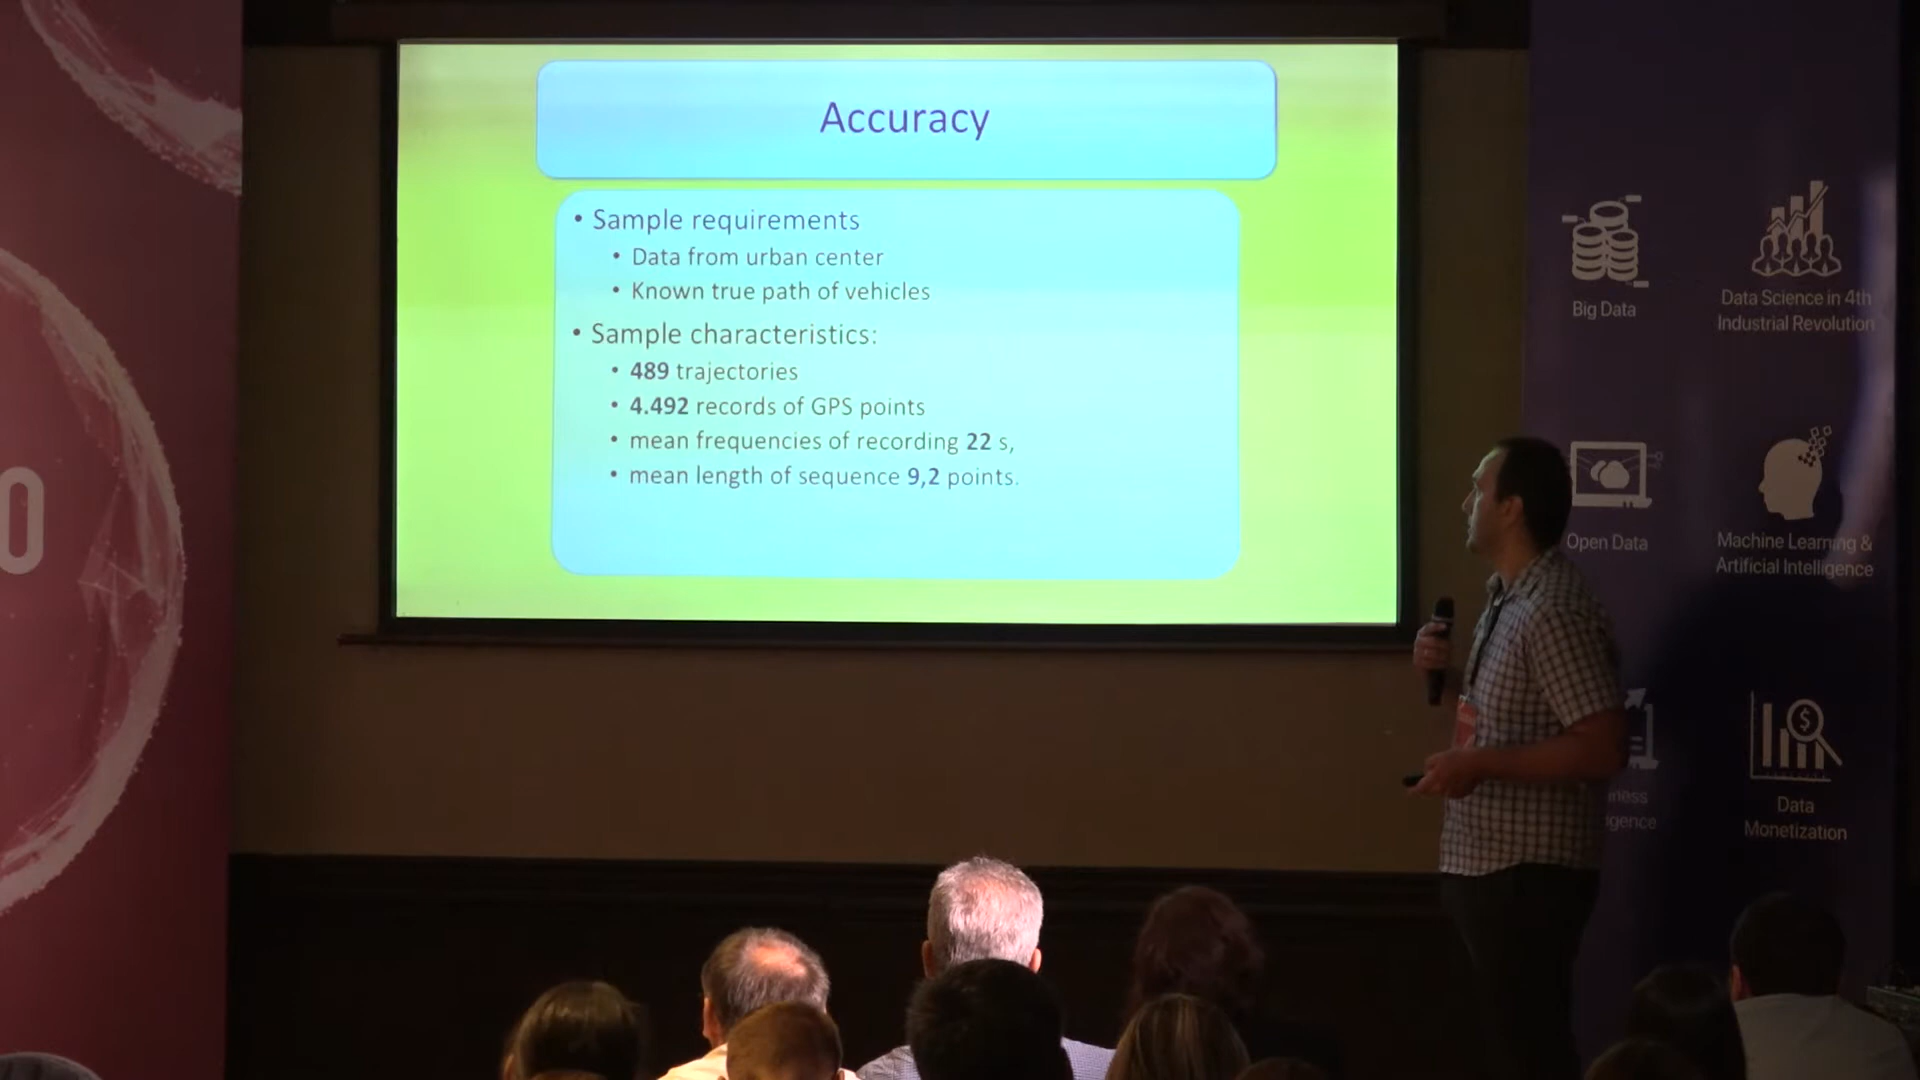 Accuracy
• Sample requirements
• Data from urban center
• Known true path of vehicles
• Sample characteristics:
• 489 trajectories
• 4.492 records of GPS points
• mean frequencies of recording 22 s,
• mean length of sequence 9,2 points.
0
Big Data
Data Science in 4th
Industrial Revolution
Open Data
Machine Learning &
Artificial Intelligence
Data
Monetization